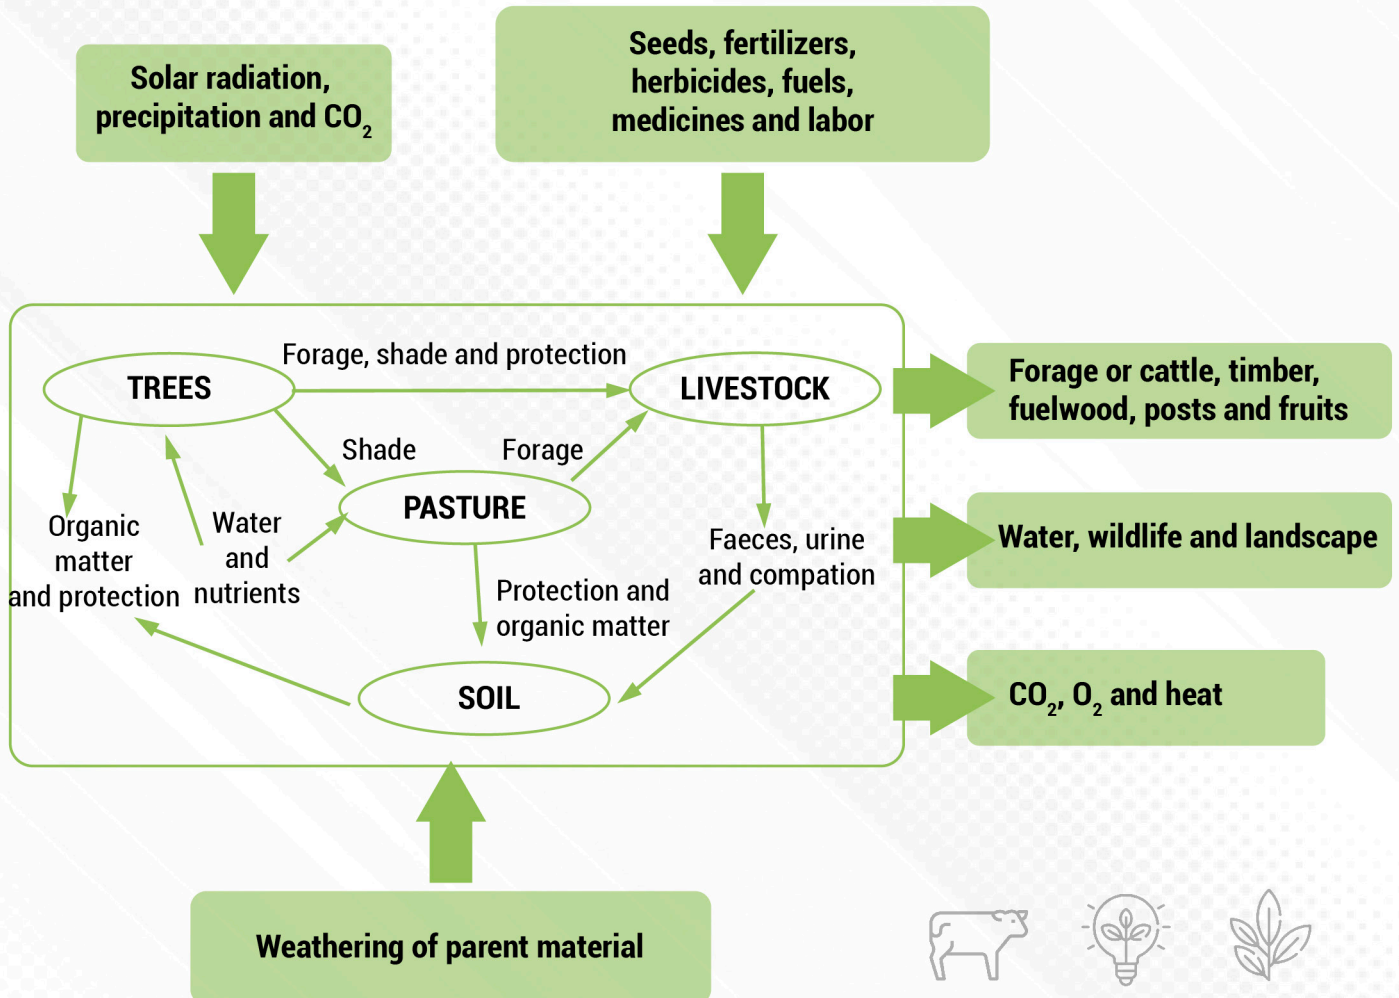 Solar radiation,
precipitation and CO₂
Seeds, fertilizers,
herbicides, fuels,
medicines and labor
Forage, shade and protection
TREES
LIVESTOCK
Forage or cattle, timber,
fuelwood, posts and fruits
Shade
Forage
PASTURE
Organic
matter
and protection
Water
and
nutrients
Faeces, urine
and compation
Water, wildlife and landscape
Protection and
organic matter
SOIL
CO₂, O₂ and heat
Weathering of parent material